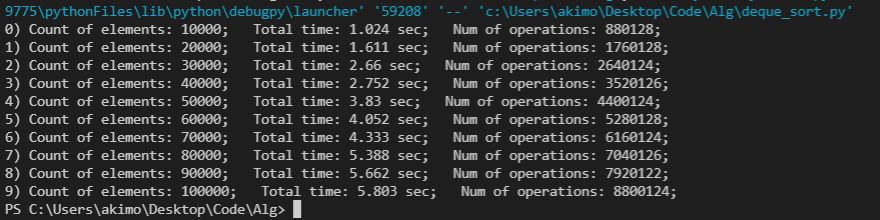 9775\pythonFiles\lib\python\debugpy\launcher' '59208' '--' 'c:\Users\akimo\Desktop\Code\Alg\deque_sort.py'
0) Count of elements: 10000;   Total time: 1.024 sec;   Num of operations: 880128;
1) Count of elements: 20000;   Total time: 1.611 sec;   Num of operations: 1760128;
2) Count of elements: 30000;   Total time: 2.66 sec;   Num of operations: 2640124;
3) Count of elements: 40000;   Total time: 2.752 sec;   Num of operations: 3520126;
4) Count of elements: 50000;   Total time: 3.83 sec;   Num of operations: 4400124;
5) Count of elements: 60000;   Total time: 4.052 sec;   Num of operations: 5280128;
6) Count of elements: 70000;   Total time: 4.333 sec;   Num of operations: 6160124;
7) Count of elements: 80000;   Total time: 5.388 sec;   Num of operations: 7040126;
8) Count of elements: 90000;   Total time: 5.662 sec;   Num of operations: 7920122;
9) Count of elements: 100000;   Total time: 5.803 sec;   Num of operations: 8800124;
PS C:\Users\akimo\Desktop\Code\Alg>